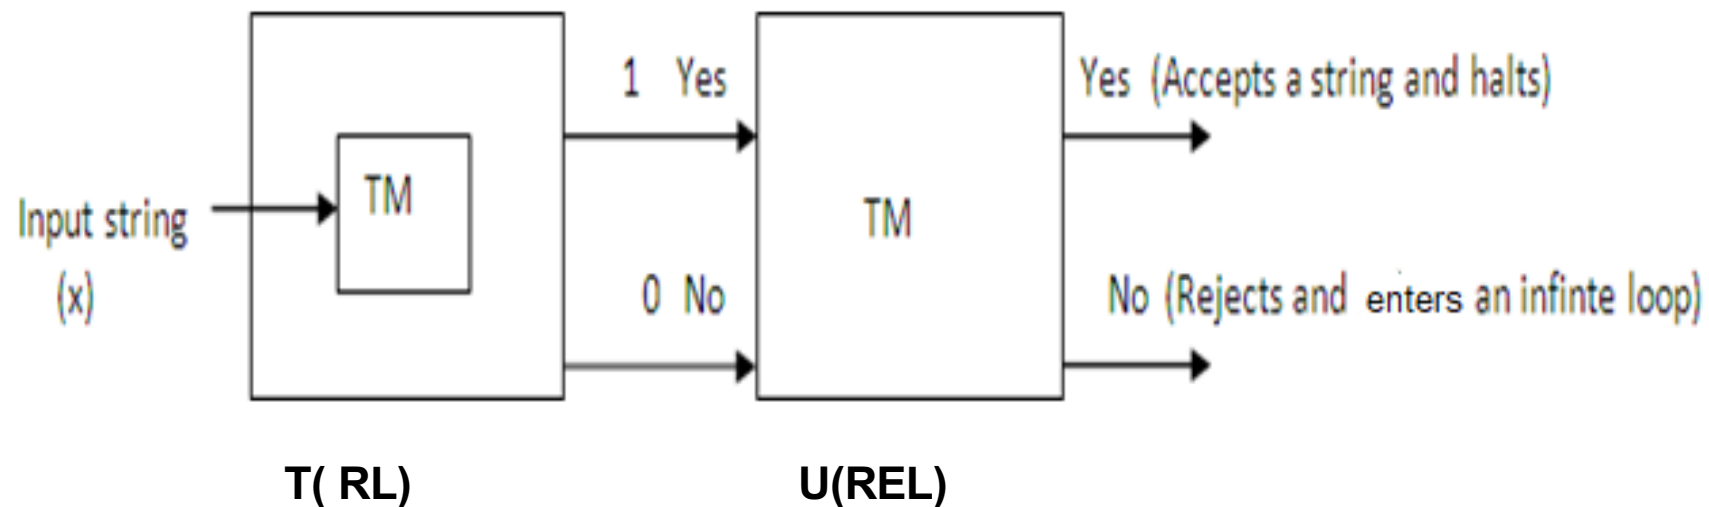 1 Yes
Yes (Accepts a string and halts)
TM
Input string
(x)
TM
0 No
No (Rejects and enters an infinte loop)
T( RL)
U(REL)